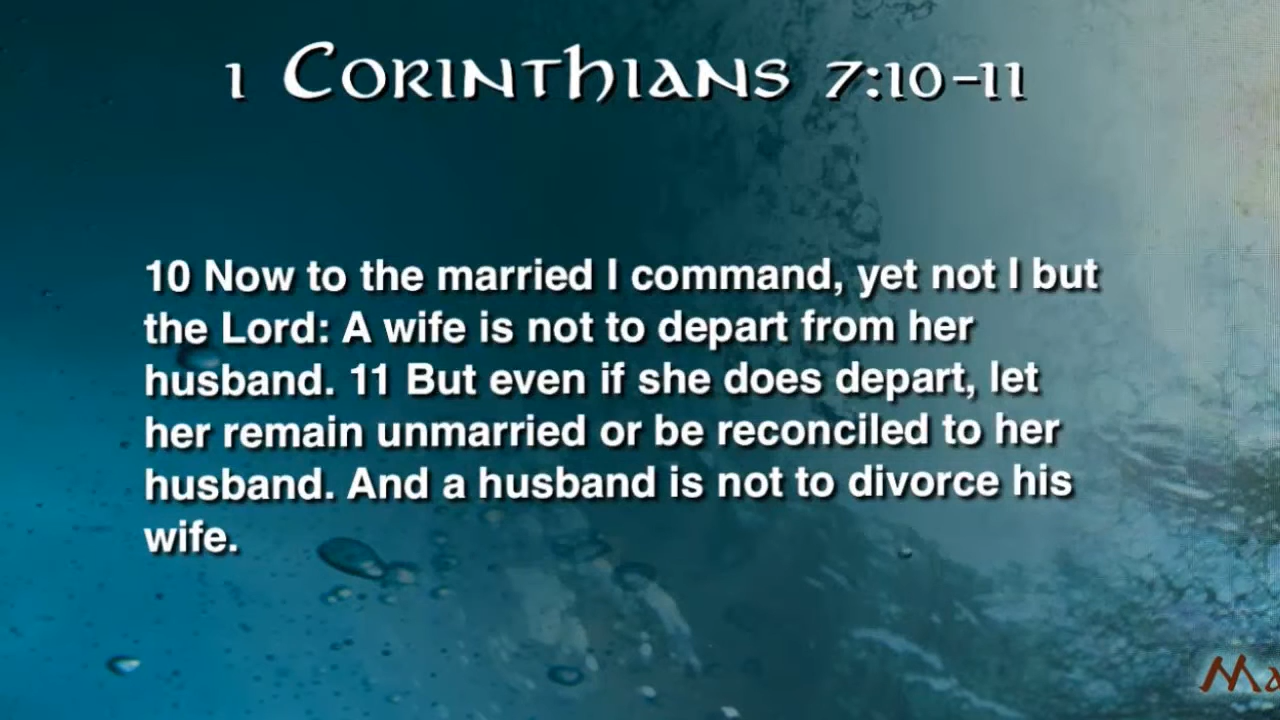 1 Corinthians 7:10-11
10 Now to the married I command, yet not I but
the Lord: A wife is not to depart from her
husband. 11 But even if she does depart, let
her remain unmarried or be reconciled to her
husband. And a husband is not to divorce his
wife.